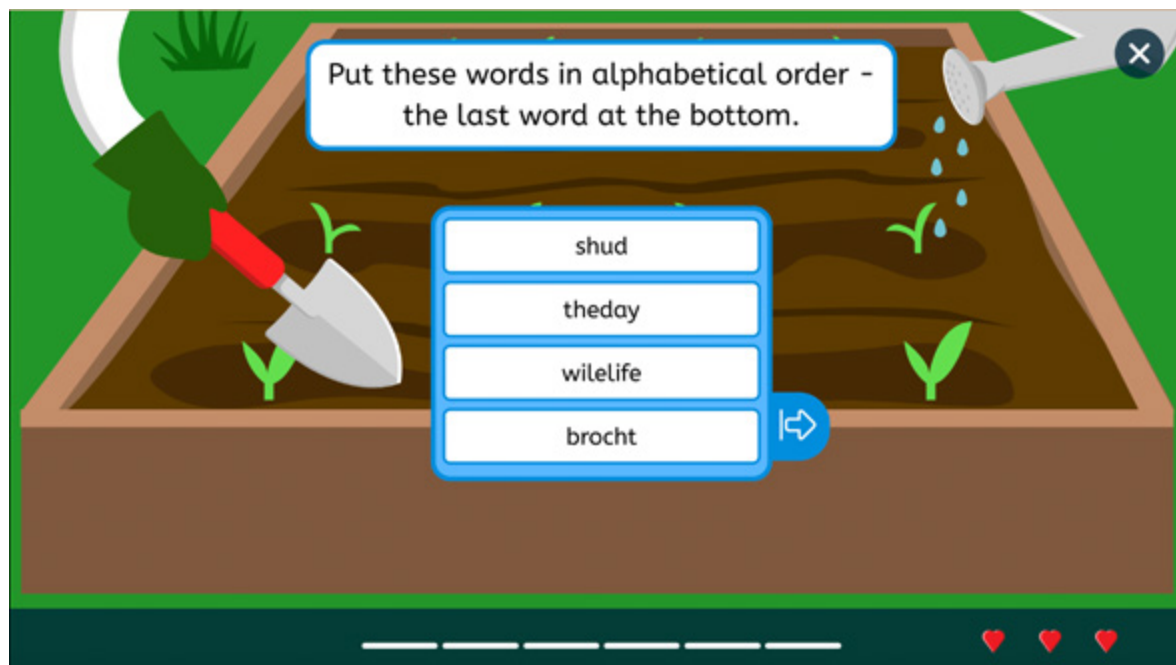 Put these words in alphabetical order -
the last word at the bottom.
shud
theday
wilelife
brocht